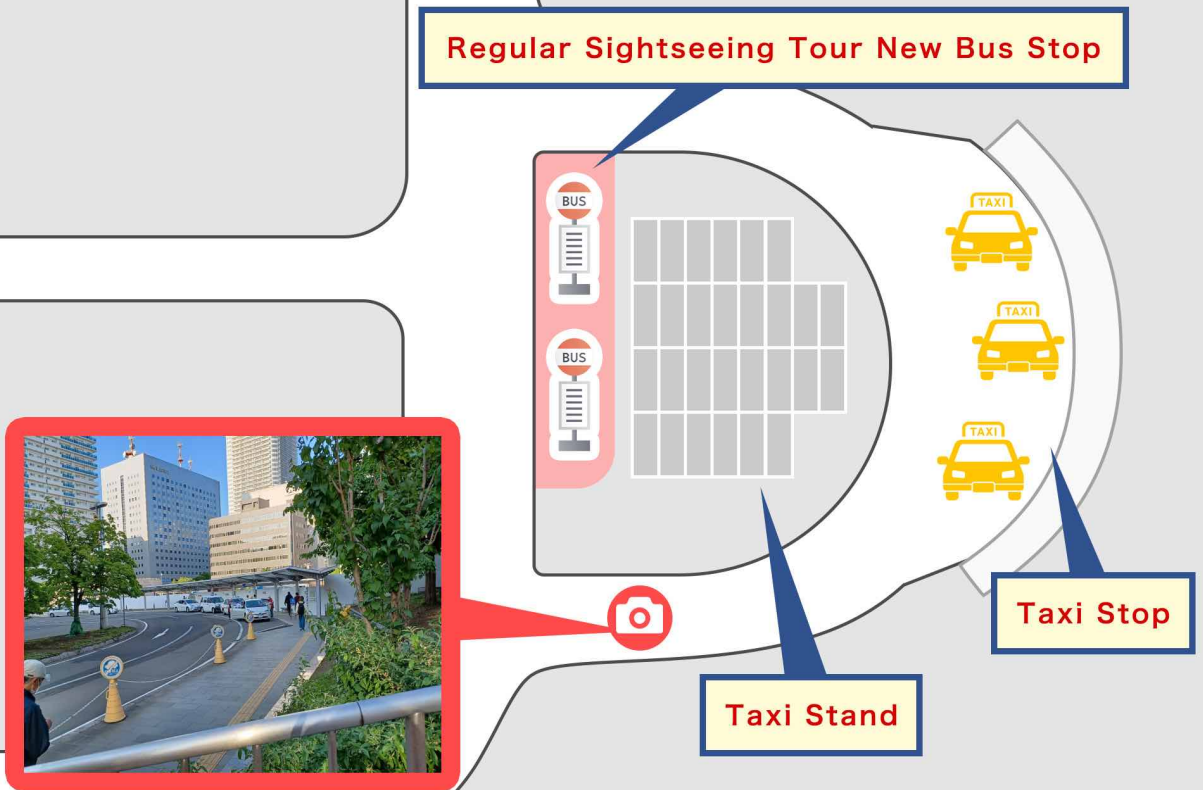 Regular Sightseeing Tour New Bus Stop
BUS
TAXI
TAXI
BUS
TAXI
Taxi Stop
Taxi Stand